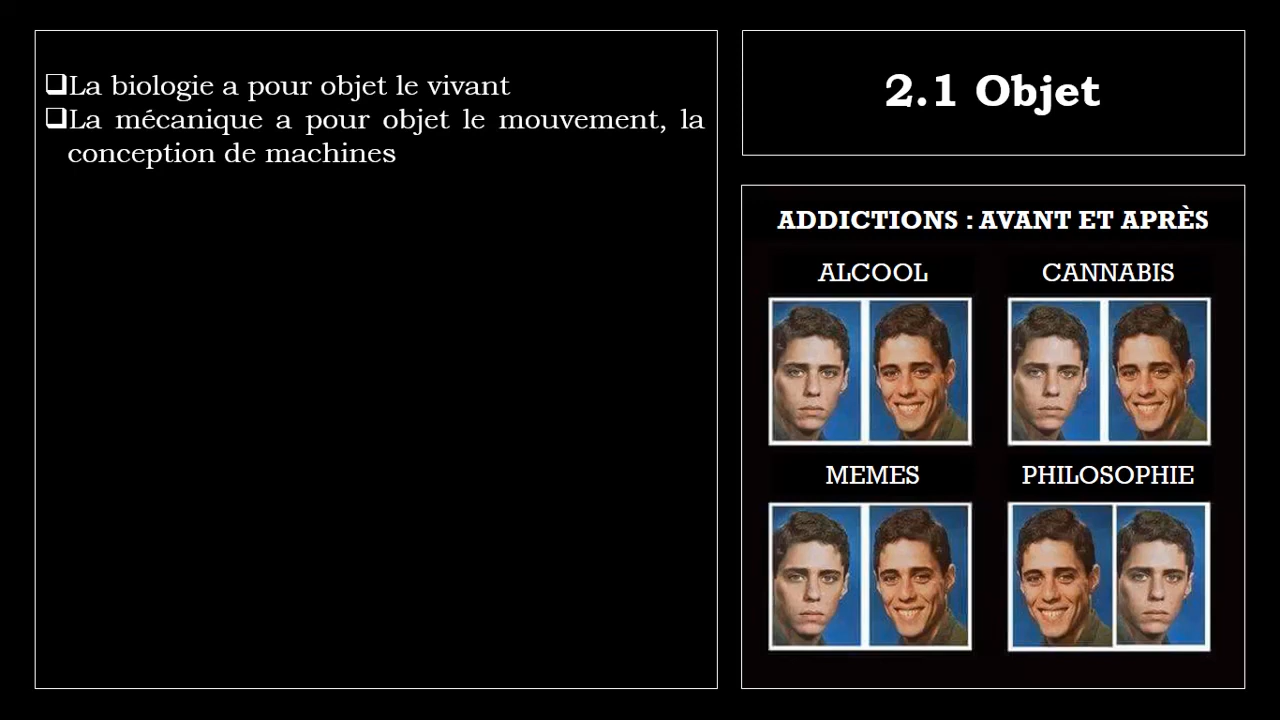 ❑La biologie a pour objet le vivant
❑La mécanique a pour objet le mouvement, la
conception de machines
2.1 Objet
ADDICTIONS : AVANT ET APRÈS
ALCOOL
CANNABIS
MEMES
PHILOSOPHIE